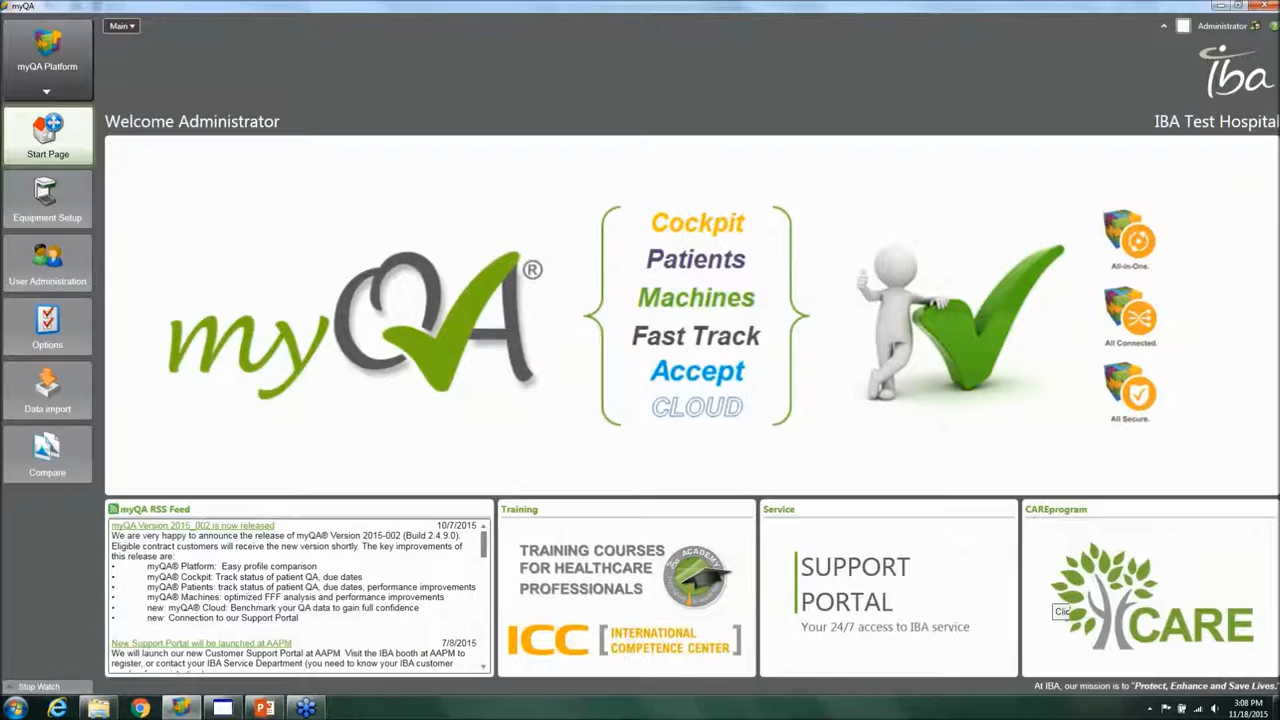 myQA
myQA Platform
Main
Administrator
iba
Start Page
Welcome Administrator
IBA Test Hospital
Equipment Setup
User Administration
Options
Data import
Compare
myQA®
Cockpit
Patients
Machines
Fast Track
Accept
CLOUD
All-in-One.
All Connected.
All Secure.
myQA RSS Feed
myQA Version 2015_002 is now released 10/7/2015
We are very happy to announce the release of myQA® Version 2015-002 (Build 2.4.9.0).
Eligible contract customers will receive the new version shortly. The key improvements of
this release are:
• myQA® Platform: Easy profile comparison
• myQA® Cockpit: Track status of patient QA, due dates
• myQA® Patients: track status of patient QA, due dates, performance improvements
• myQA® Machines: optimized FFF analysis and performance improvements
• new: myQA® Cloud: Benchmark your QA data to gain full confidence
• new: Connection to our Support Portal
New Support Portal will be launched at AAPM 7/8/2015
We will launch our new Customer Support Portal at AAPM. Visit the IBA booth at AAPM to
register, or contact your IBA Service Department (you need to know your IBA customer
Training
TRAINING COURSES
FOR HEALTHCARE
PROFESSIONALS
ACADEMY
ICC [INTERNATIONAL
COMPETENCE CENTER]
Service
SUPPORT
PORTAL
Your 24/7 access to IBA service
CAREprogram
Clic
CARE
Stop Watch
At IBA, our mission is to "Protect, Enhance and Save Lives."
3:08 PM
11/18/2015